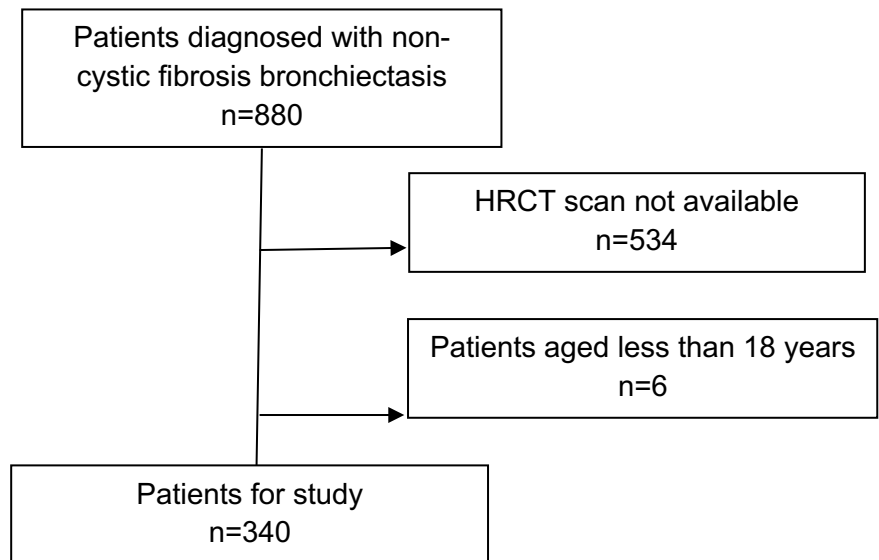 Patients diagnosed with non-
cystic fibrosis bronchiectasis
n=880
HRCT scan not available
n=534
Patients aged less than 18 years
n=6
Patients for study
n=340